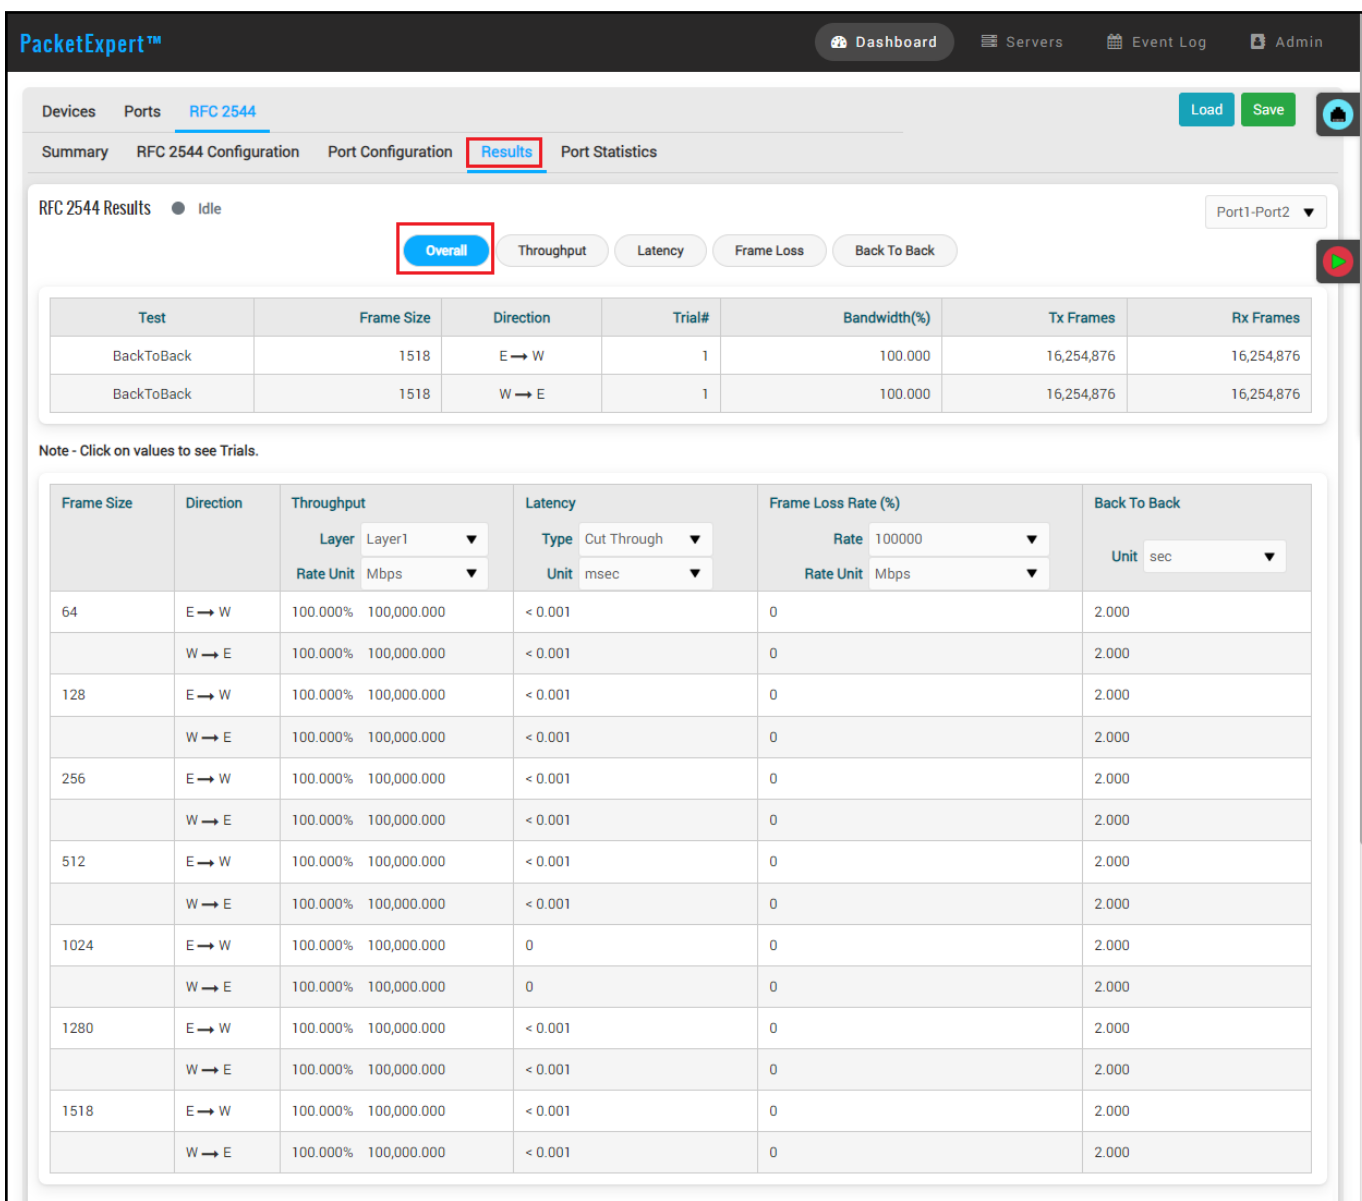 PacketExpert™ Dashboard Servers Event Log Admin
Devices Ports RFC 2544 Load Save
Summary RFC 2544 Configuration Port Configuration Results Port Statistics
RFC 2544 Results Idle Port1-Port2
Overall Throughput Latency Frame Loss Back To Back
Test Frame Size Direction Trial# Bandwidth(%) Tx Frames Rx Frames
BackToBack 1518 E → W 1 100.000 16,254,876 16,254,876
BackToBack 1518 W → E 1 100.000 16,254,876 16,254,876
Note - Click on values to see Trials.
Frame Size Direction Throughput Latency Frame Loss Rate (%) Back To Back
Layer Layer1 Type Cut Through Rate 100000 Unit sec
Rate Unit Mbps Unit msec Rate Unit Mbps
64 E → W 100.000% 100,000.000 < 0.001 0 2.000
W → E 100.000% 100,000.000 < 0.001 0 2.000
128 E → W 100.000% 100,000.000 < 0.001 0 2.000
W → E 100.000% 100,000.000 < 0.001 0 2.000
256 E → W 100.000% 100,000.000 < 0.001 0 2.000
W → E 100.000% 100,000.000 < 0.001 0 2.000
512 E → W 100.000% 100,000.000 < 0.001 0 2.000
W → E 100.000% 100,000.000 < 0.001 0 2.000
1024 E → W 100.000% 100,000.000 0 0 2.000
W → E 100.000% 100,000.000 0 0 2.000
1280 E → W 100.000% 100,000.000 < 0.001 0 2.000
W → E 100.000% 100,000.000 < 0.001 0 2.000
1518 E → W 100.000% 100,000.000 < 0.001 0 2.000
W → E 100.000% 100,000.000 < 0.001 0 2.000